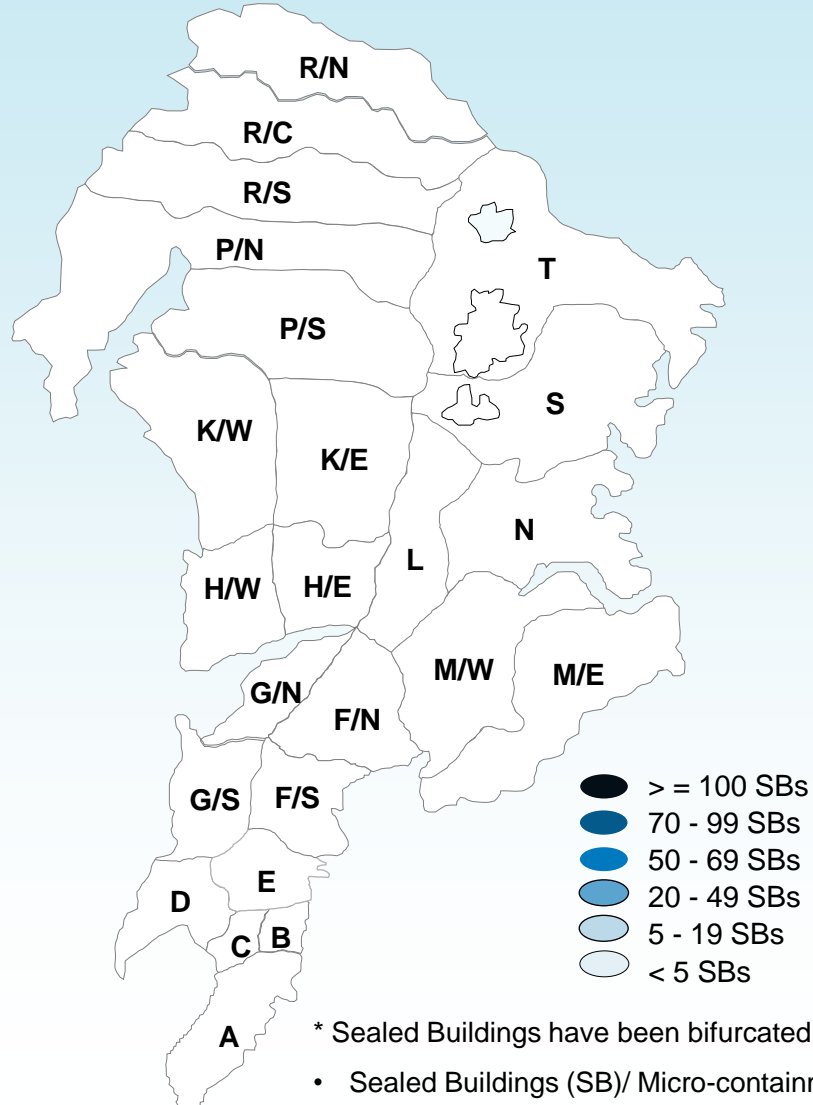 R/N
R/C
R/S
P/N
T
P/S
S
K/W
K/E
N
L
H/W
H/E
M/W
M/E
G/N
F/N
G/S
F/S
> = 100 SBs
70 - 99 SBs
50 - 69 SBs
20 - 49 SBs
5 - 19 SBs
< 5 SBs
E
D
B
C
A
* Sealed Buildings have been bifurcated
• Sealed Buildings (SB)/ Micro-